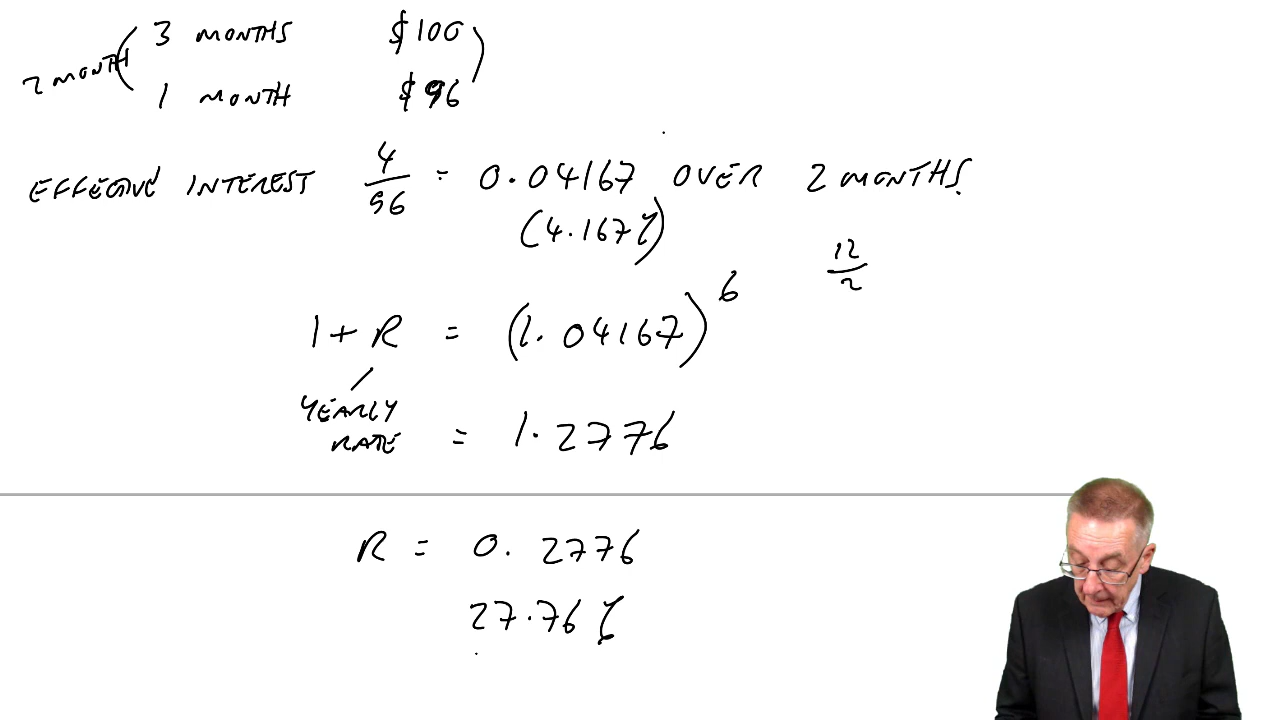 3 MONTHS $100
2 MONTH
1 MONTH $96
EFFECTIVE INTEREST 4/96 = 0.04167 OVER 2 MONTHS.
(4.167%)
12/2
1 + R = (1.04167)^6
YEARLY
RATE = 1.2776
R = 0.2776
27.76%